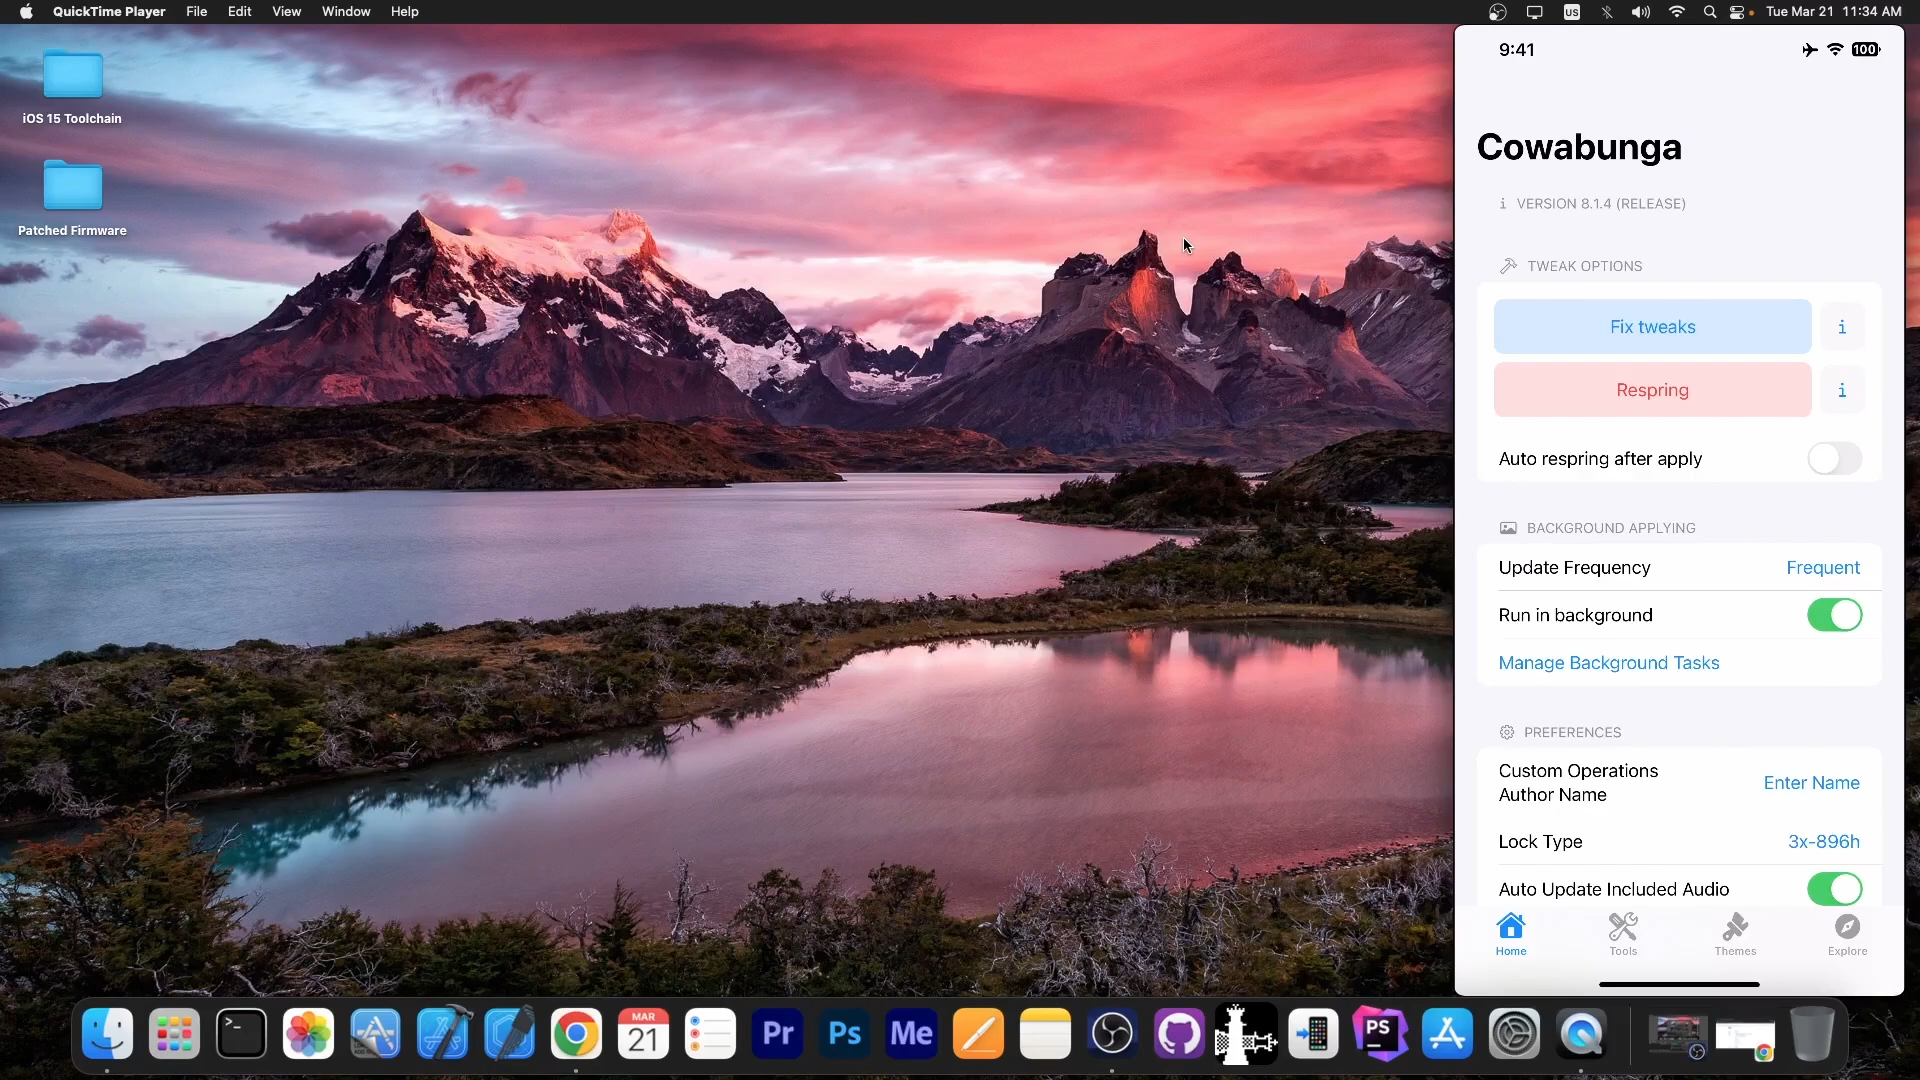 QuickTime Player File Edit View Window Help
US
Tue Mar 21 11:34 AM
iOS 15 Toolchain
Patched Firmware
9:41
100
Cowabunga
i VERSION 8.1.4 (RELEASE)
TWEAK OPTIONS
Fix tweaks
i
Respring
i
Auto respring after apply
BACKGROUND APPLYING
Update Frequency
Frequent
Run in background
Manage Background Tasks
PREFERENCES
Custom Operations
Author Name
Enter Name
Lock Type
3x-896h
Auto Update Included Audio
Home
Tools
Themes
Explore
>_
MAR
21
Pr
Ps
Me
PS